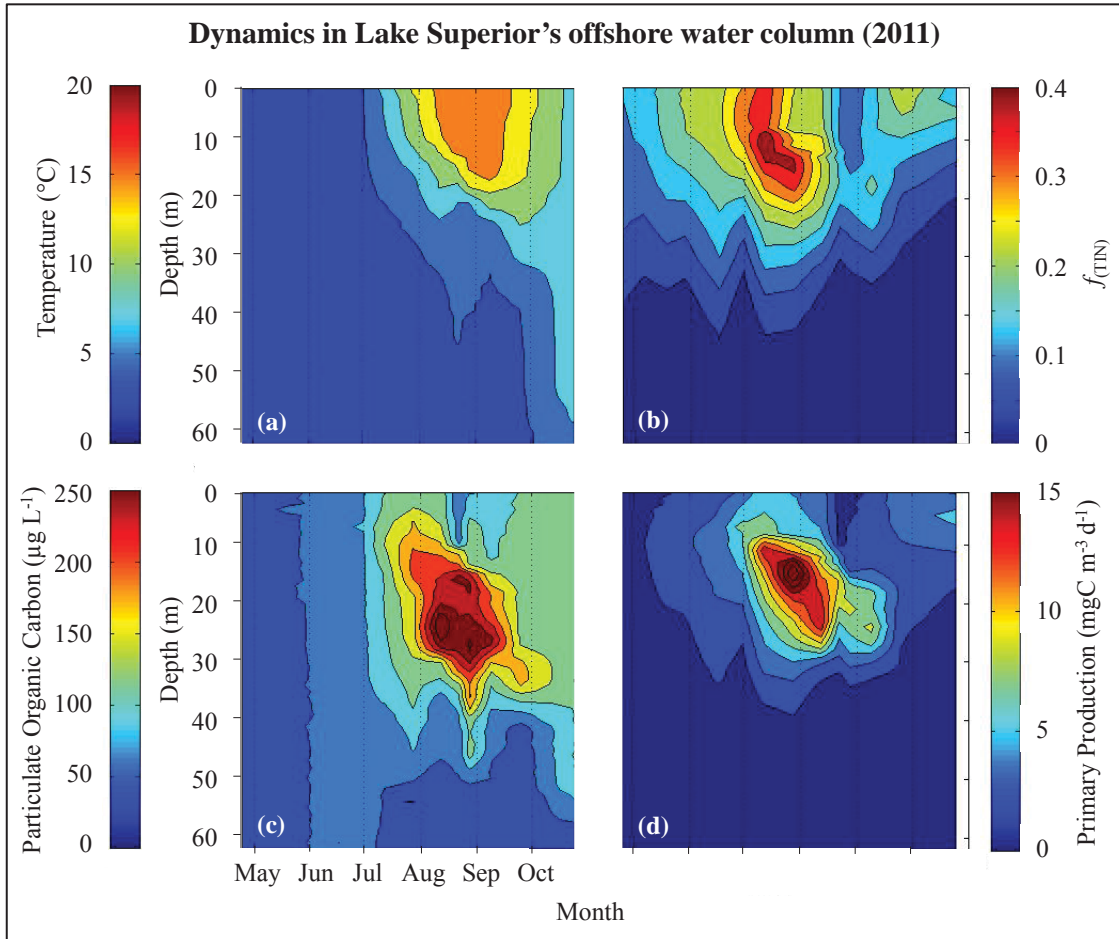 Dynamics in Lake Superior’s offshore water column (2011)
Temperature (°C)
20
15
10
5
0
Depth (m)
0
10
20
30
40
50
60
(a)
(b)
0.4
0.3
0.2
0.1
0
f(TIN)
Particulate Organic Carbon (µg L-1)
250
200
150
100
50
0
Depth (m)
0
10
20
30
40
50
60
(c)
(d)
15
10
5
0
Primary Production (mgC m-3 d-1)
May Jun Jul Aug Sep Oct
Month